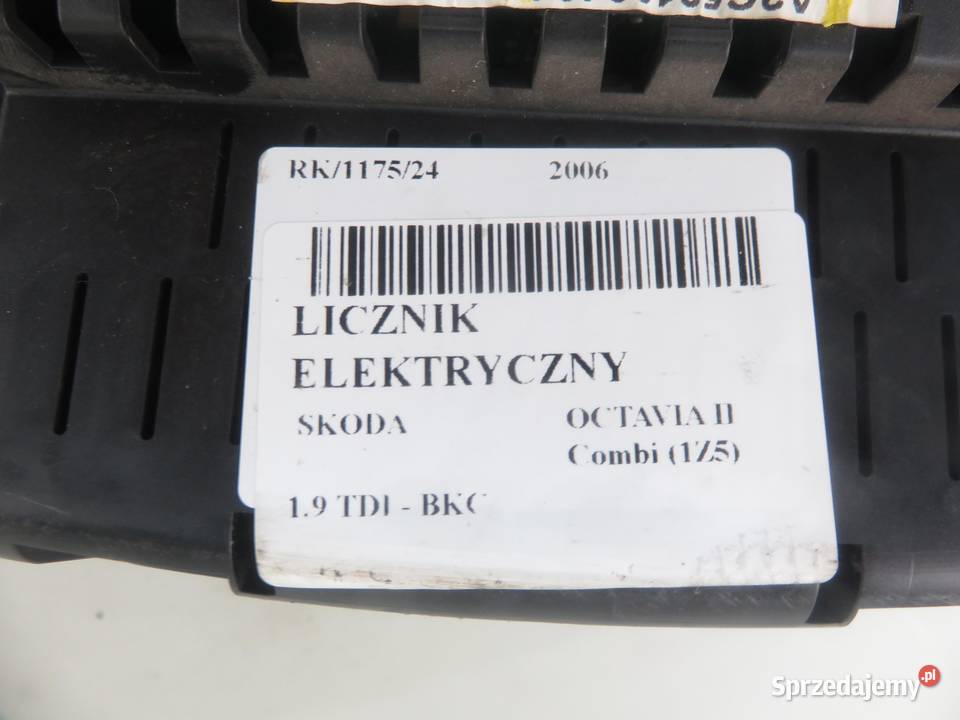 RK/1175/24 2006
LICZNIK
ELEKTRYCZNY
SKODA OCTAVIA II
Combi (1Z5)
1.9 TDI - BKC
Sprzedajemy.pl